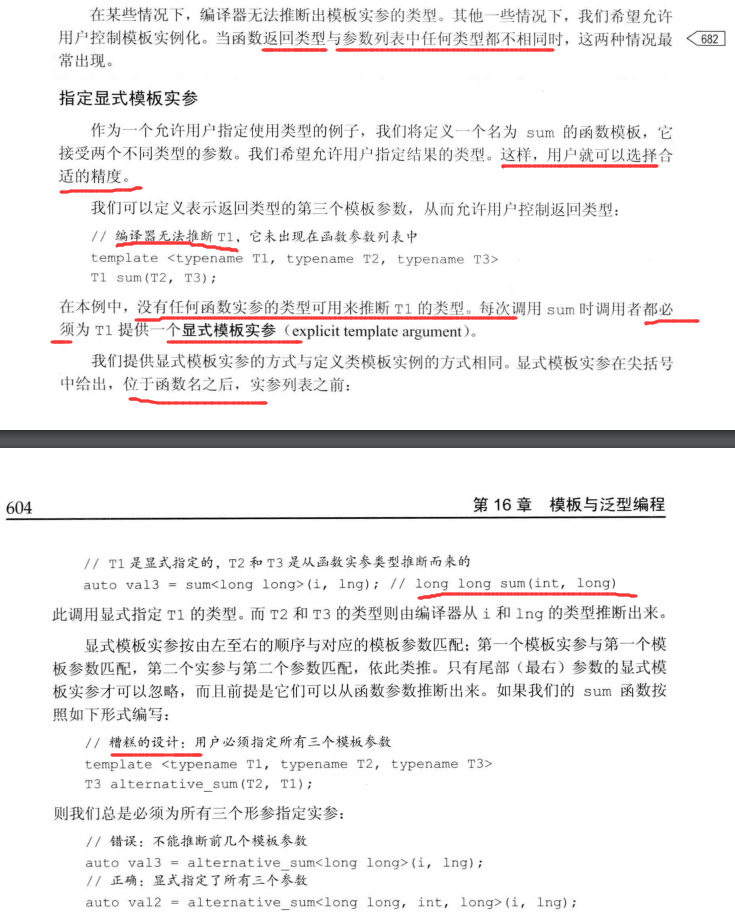 在某些情况下，编译器无法推断出模板实参的类型。其他一些情况下，我们希望允许
用户控制模板实例化。当函数返回类型与参数列表中任何类型都不相同时，这两种情况最
682
常出现。
指定显式模板实参
作为一个允许用户指定使用类型的例子，我们将定义一个名为 sum 的函数模板，它
接受两个不同类型的参数。我们希望允许用户指定结果的类型。这样，用户就可以选择合
适的精度。
我们可以定义表示返回类型的第三个模板参数，从而允许用户控制返回类型：
// 编译器无法推断 T1，它未出现在函数参数列表中
template <typename T1, typename T2, typename T3>
T1 sum(T2, T3);
在本例中，没有任何函数实参的类型可用来推断 T1 的类型。每次调用 sum 时调用者都必
须为 T1 提供一个显式模板实参（explicit template argument）。
我们提供显式模板实参的方式与定义类模板实例的方式相同。显式模板实参在尖括号
中给出，位于函数名之后，实参列表之前：
604
第 16 章 模板与泛型编程
// T1 是显式指定的，T2 和 T3 是从函数实参类型推断而来的
auto val3 = sum<long long>(i, lng); // long long sum(int, long)
此调用显式指定 T1 的类型。而 T2 和 T3 的类型则由编译器从 i 和 lng 的类型推断出来。
显式模板实参按由左至右的顺序与对应的模板参数匹配；第一个模板实参与第一个模
板参数匹配，第二个实参与第二个参数匹配，依此类推。只有尾部（最右）参数的显式模
板实参才可以忽略，而且前提是它们可以从函数参数推断出来。如果我们的 sum 函数按
照如下形式编写：
// 糟糕的设计：用户必须指定所有三个模板参数
template <typename T1, typename T2, typename T3>
T3 alternative_sum(T2, T1);
则我们总是必须为所有三个形参指定实参：
// 错误：不能推断前几个模板参数
auto val3 = alternative_sum<long long>(i, lng);
// 正确：显式指定了所有三个参数
auto val2 = alternative_sum<long long, int, long>(i, lng);